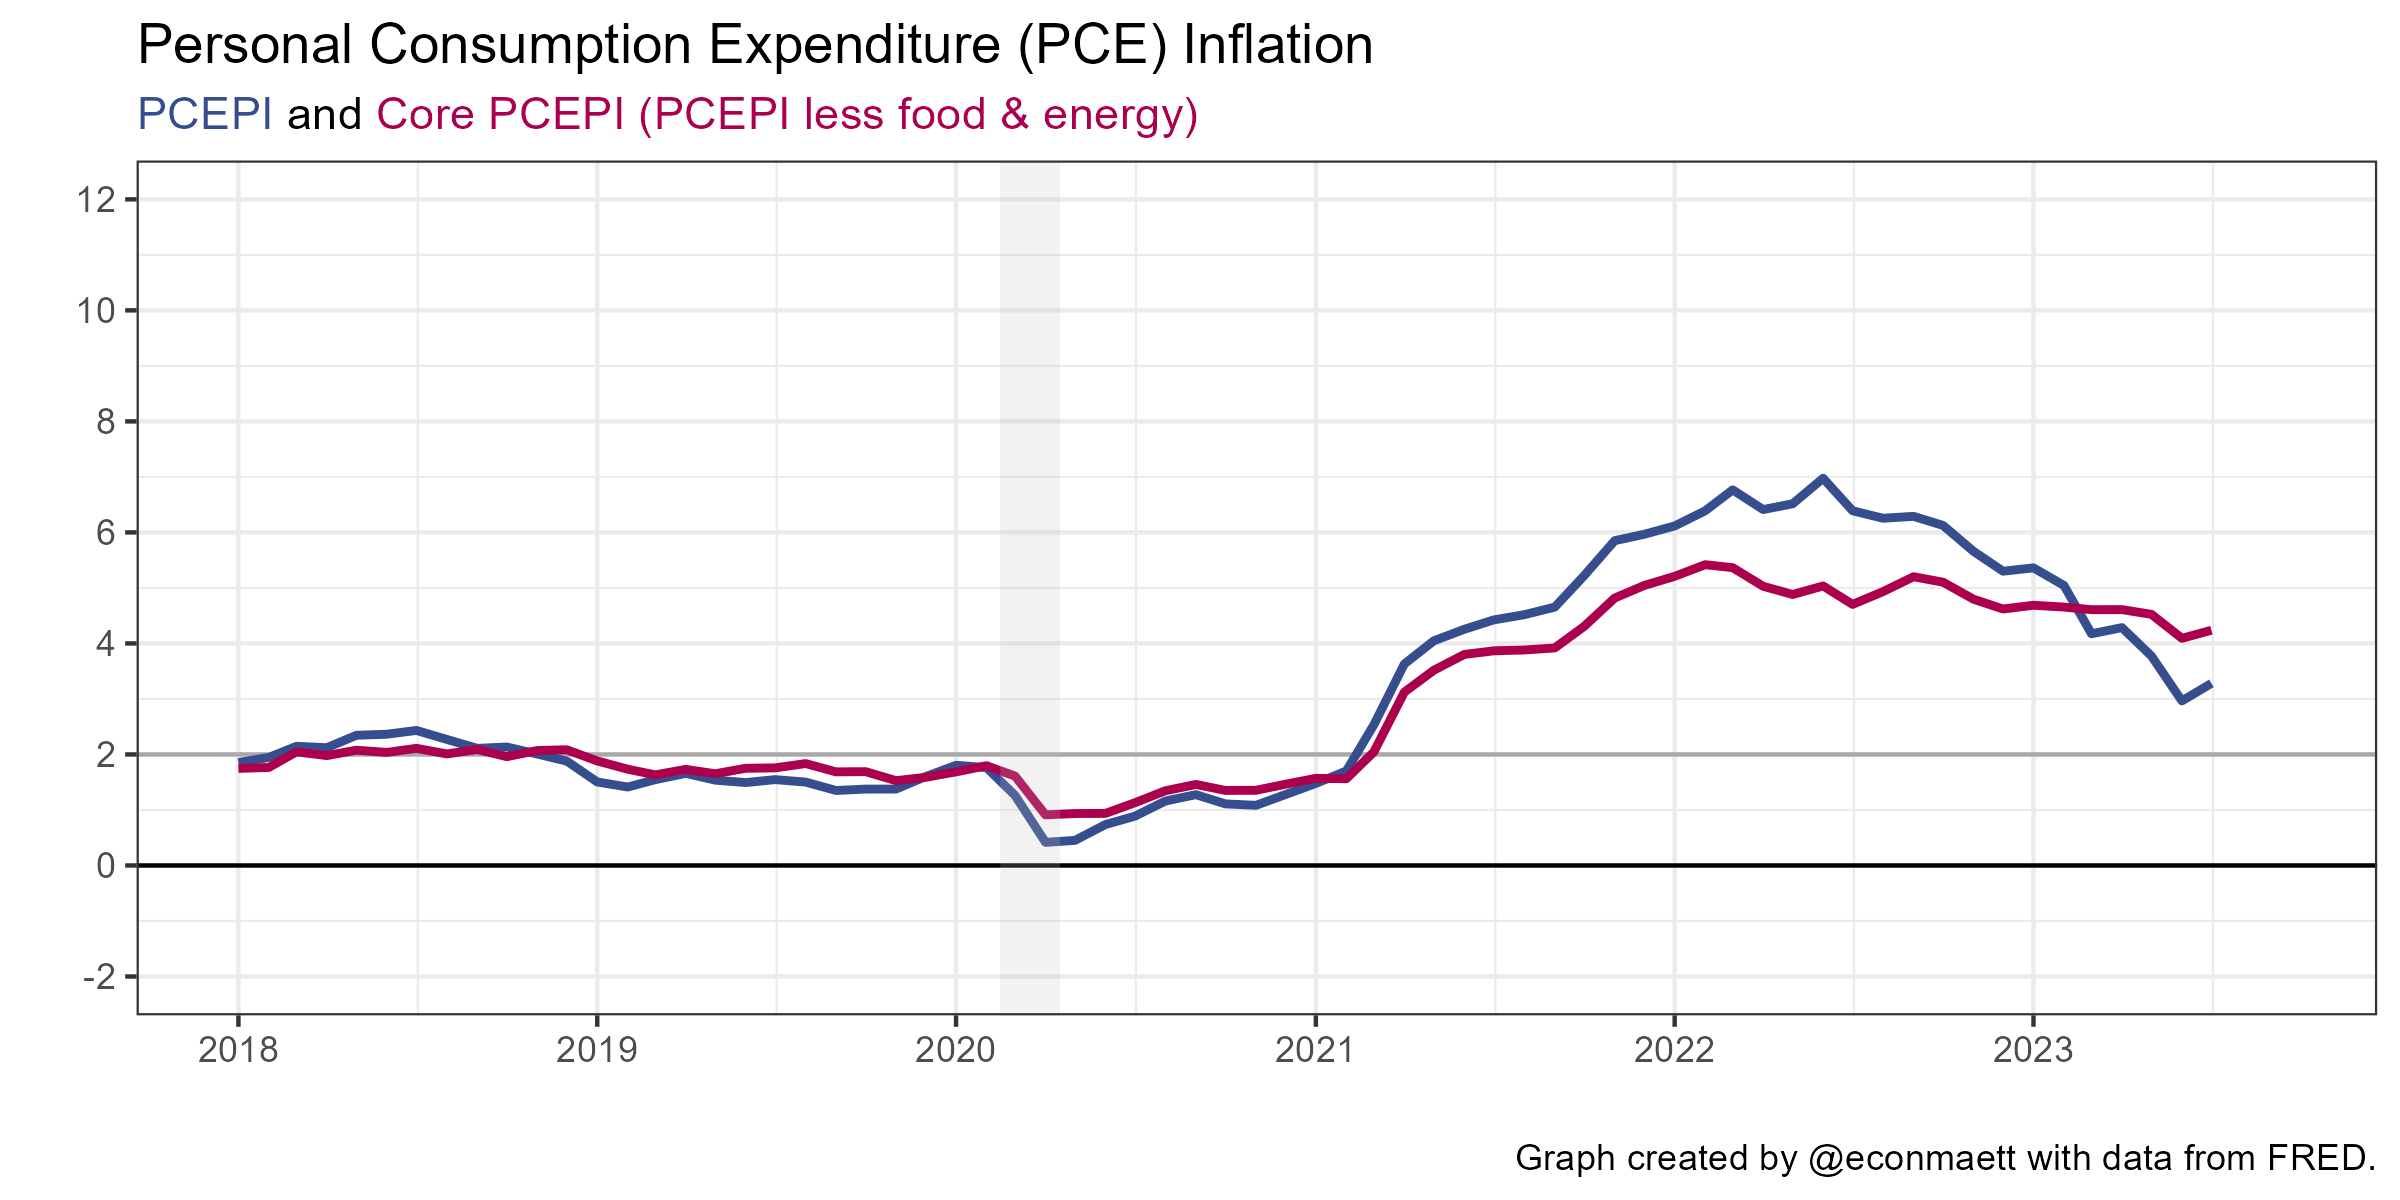 Personal Consumption Expenditure (PCE) Inflation
PCEPI and Core PCEPI (PCEPI less food & energy)
12
10
8
6
4
2
0
-2
2018 2019 2020 2021 2022 2023
Graph created by @econmaett with data from FRED.